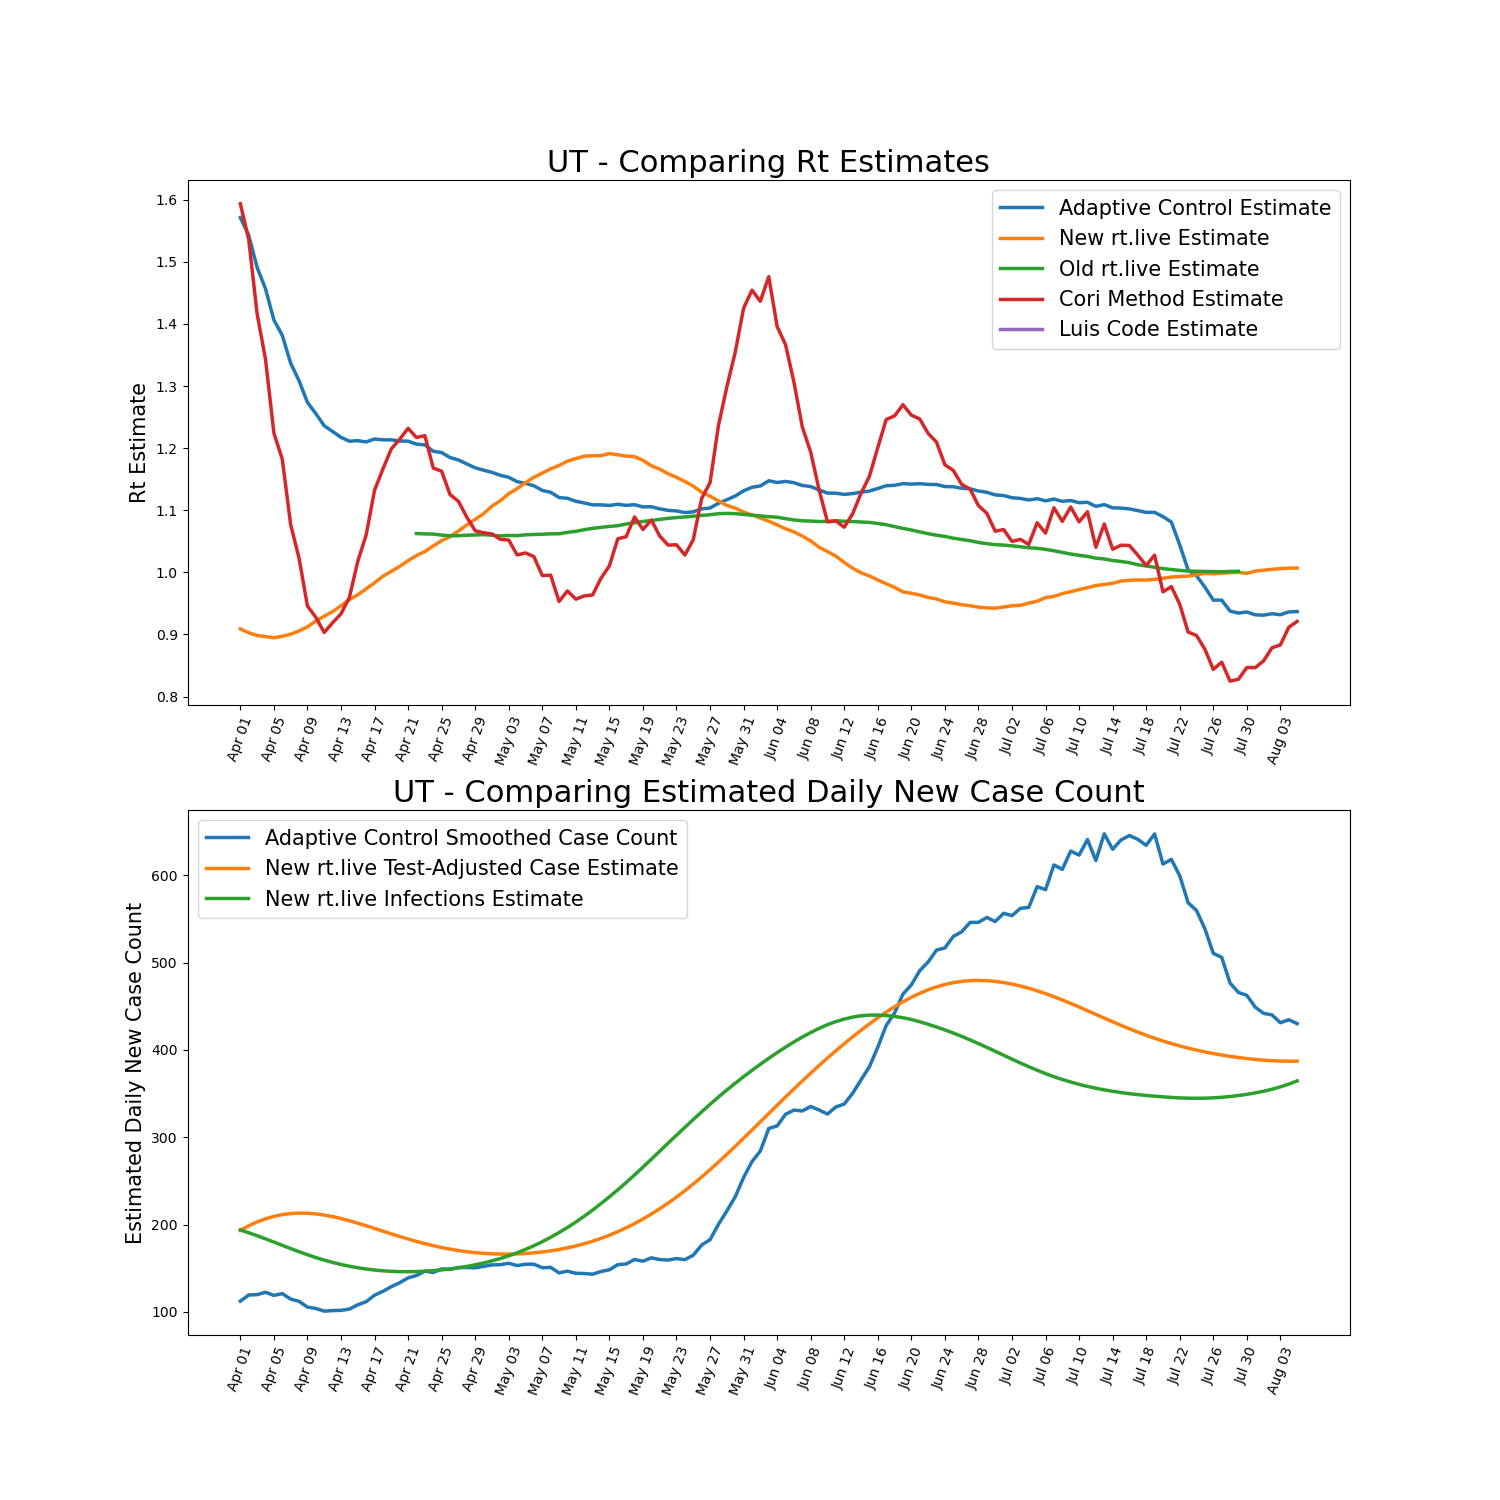 UT - Comparing Rt Estimates
Rt Estimate
1.6
1.5
1.4
1.3
1.2
1.1
1.0
0.9
0.8
Adaptive Control Estimate
New rt.live Estimate
Old rt.live Estimate
Cori Method Estimate
Luis Code Estimate
Apr 01
Apr 05
Apr 09
Apr 13
Apr 17
Apr 21
Apr 25
Apr 29
May 03
May 07
May 11
May 15
May 19
May 23
May 27
May 31
Jun 04
Jun 08
Jun 12
Jun 16
Jun 20
Jun 24
Jun 28
Jul 02
Jul 06
Jul 10
Jul 14
Jul 18
Jul 22
Jul 26
Jul 30
Aug 03
UT - Comparing Estimated Daily New Case Count
Estimated Daily New Case Count
600
500
400
300
200
100
Adaptive Control Smoothed Case Count
New rt.live Test-Adjusted Case Estimate
New rt.live Infections Estimate
Apr 01
Apr 05
Apr 09
Apr 13
Apr 17
Apr 21
Apr 25
Apr 29
May 03
May 07
May 11
May 15
May 19
May 23
May 27
May 31
Jun 04
Jun 08
Jun 12
Jun 16
Jun 20
Jun 24
Jun 28
Jul 02
Jul 06
Jul 10
Jul 14
Jul 18
Jul 22
Jul 26
Jul 30
Aug 03